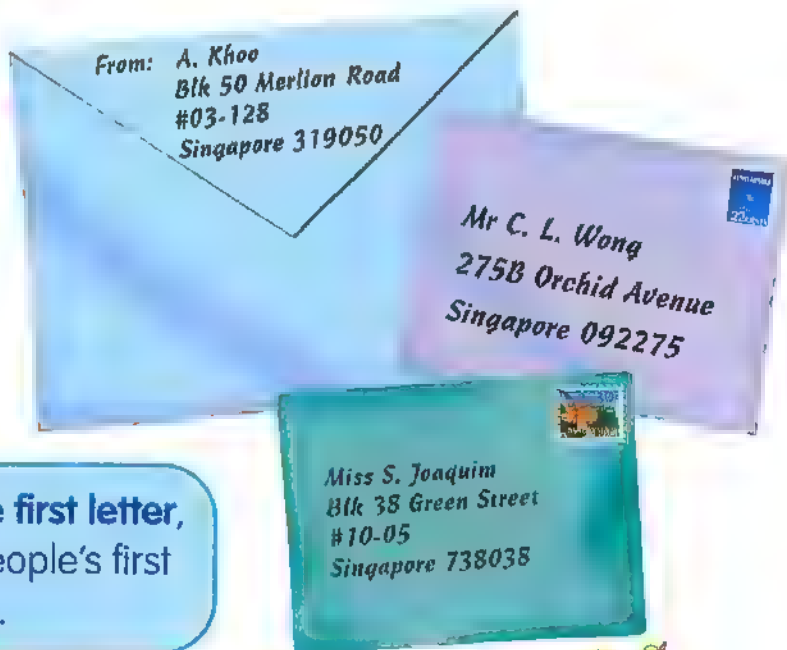 From: A. Khoo
Blk 50 Merlion Road
#03-128
Singapore 319050
Mr C. L. Wong
275B Orchid Avenue
Singapore 092275
Miss S. Joaquim
Blk 38 Green Street
#10-05
Singapore 738038
first letter,
eople's first